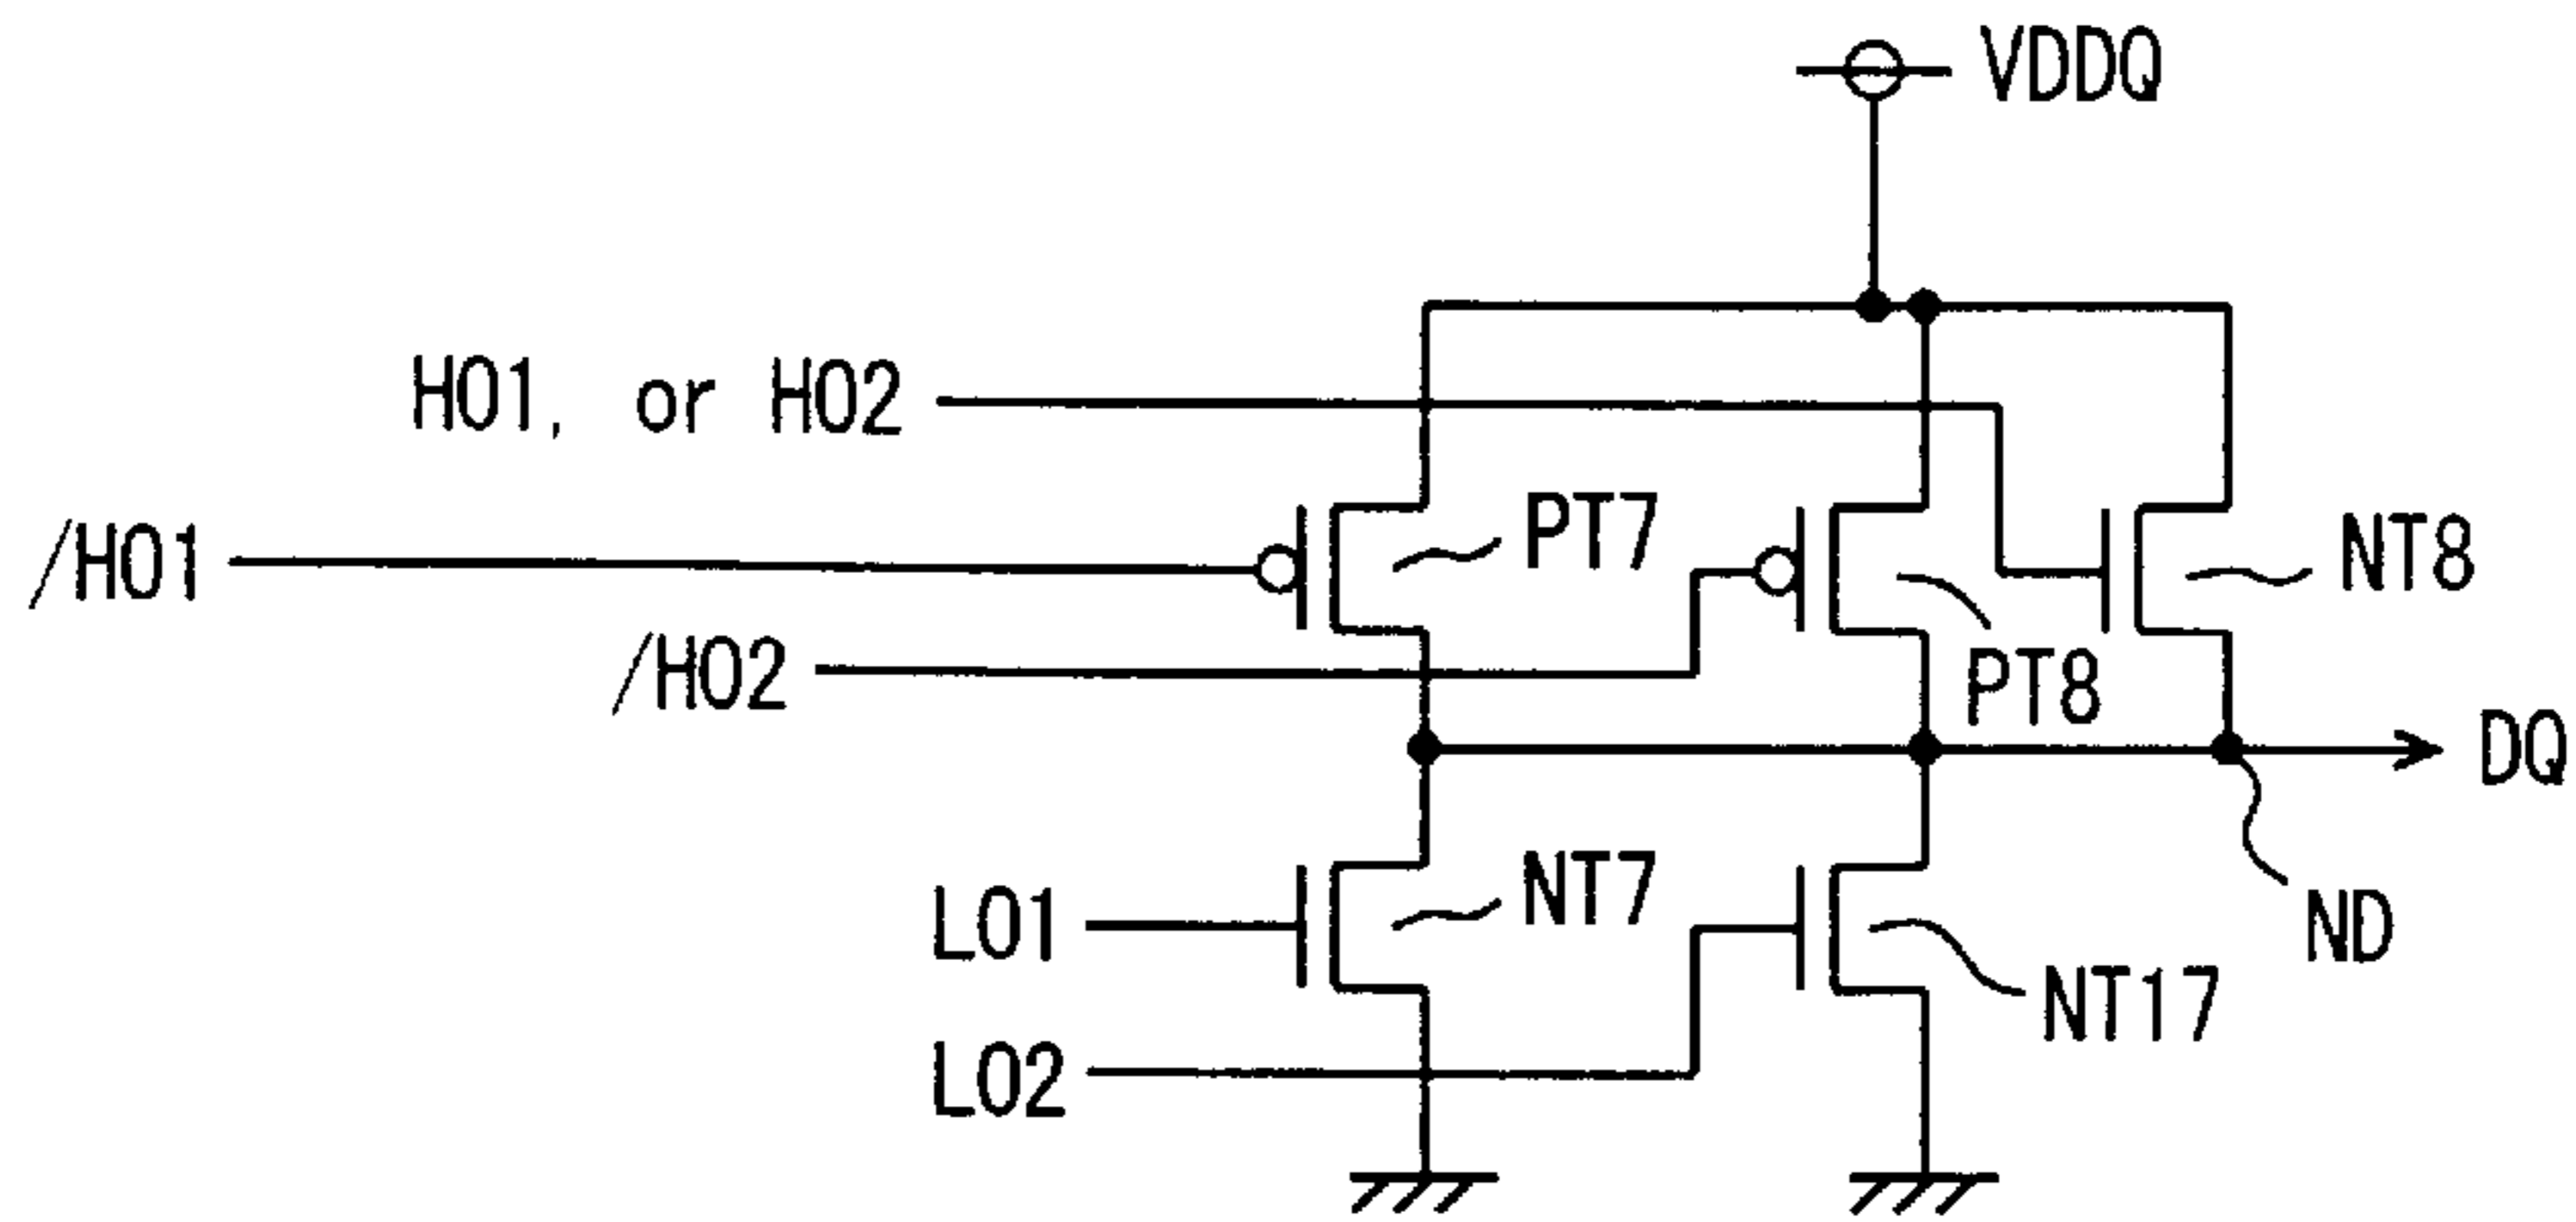 VDDQ
H01, or H02
/H01
PT7
NT8
/H02
PT8
DQ
L01
NT7
ND
NT17
L02